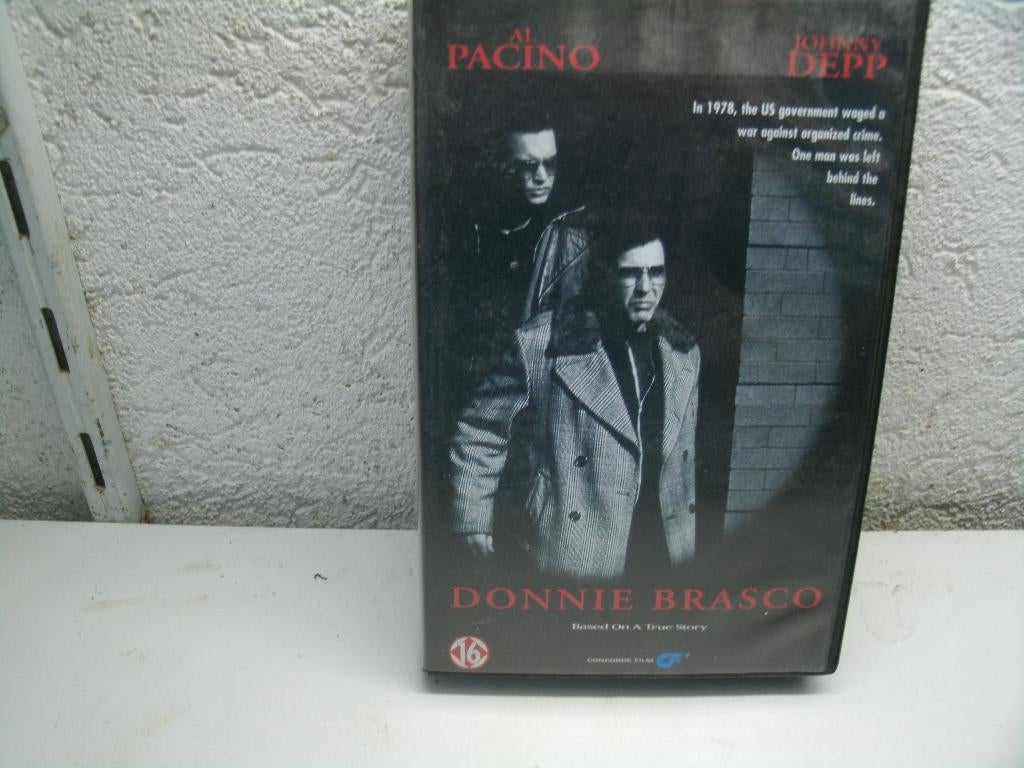 AL
PACINO
JOHNNY
DEPP
In 1978, the US government waged a
war against organized crime.
One man was left
behind the
lines.
DONNIE BRASCO
Based On A True Story
16
CONCORDE FILM CF